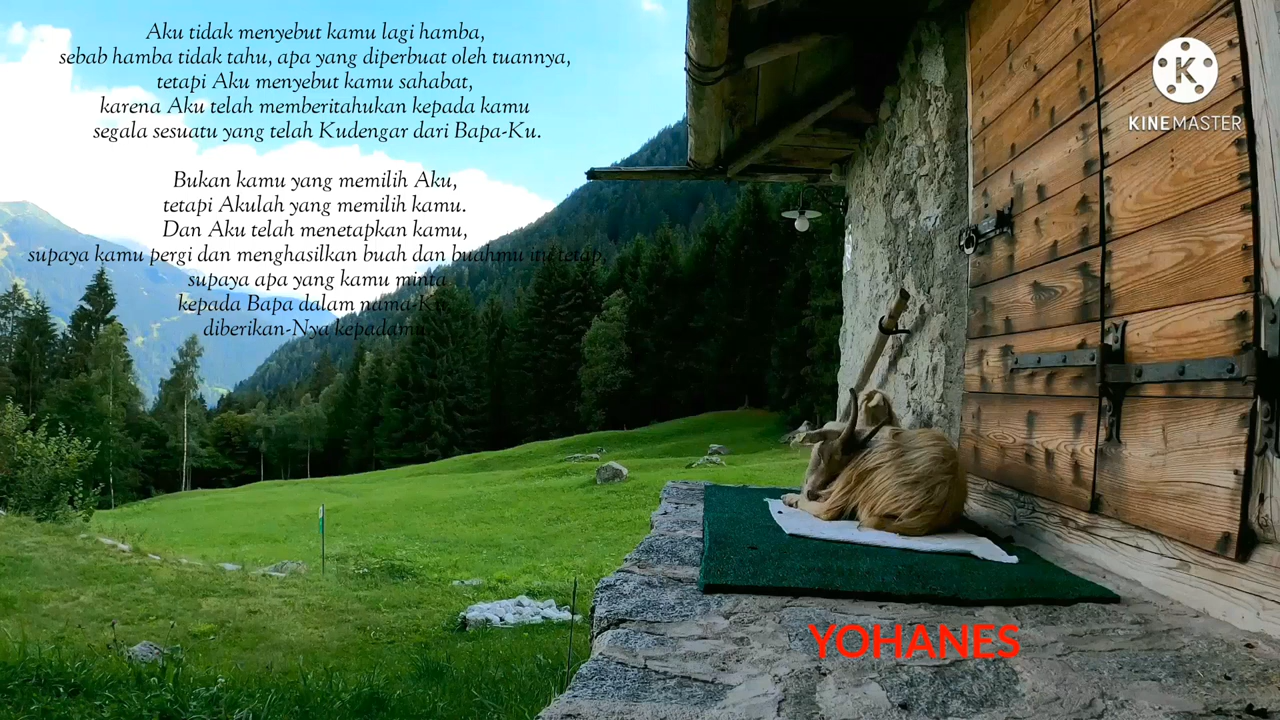 Aku tidak menyebut kamu lagi hamba,
sebab hamba tidak tahu, apa yang diperbuat oleh tuannya,
tetapi Aku menyebut kamu sahabat,
karena Aku telah memberitahukan kepada kamu
segala sesuatu yang telah Kudengar dari Bapa-Ku.
Bukan kamu yang memilih Aku,
tetapi Akulah yang memilih kamu.
Dan Aku telah menetapkan kamu,
supaya kamu pergi dan menghasilkan buah dan buahmu itu tetap,
supaya apa yang kamu minta
kepada Bapa dalam nama-Ku,
diberikan-Nya kepadamu.
K
KINEMASTER
YOHANES